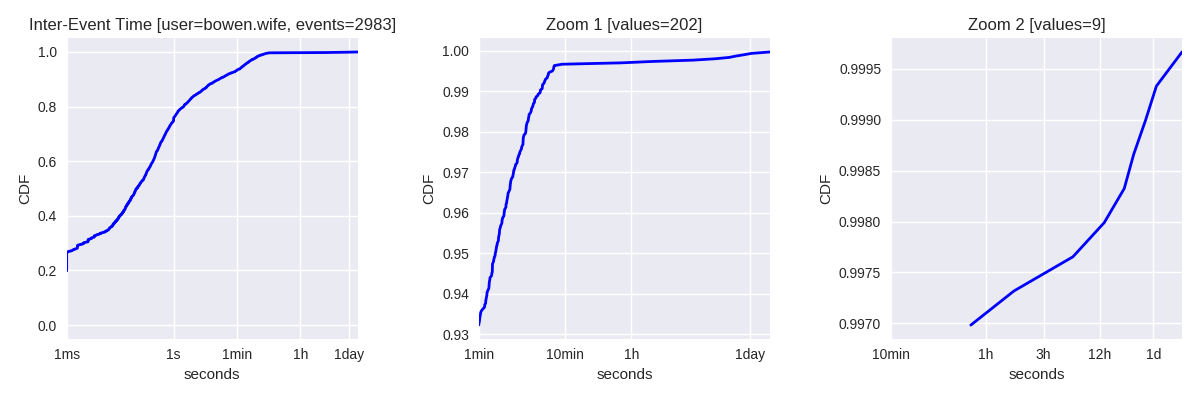 Inter-Event Time [user=bowen.wife, events=2983]
1.0
0.8
0.6
0.4
0.2
0.0
CDF
1ms 1s 1min 1h 1day
seconds
Zoom 1 [values=202]
1.00
0.99
0.98
0.97
0.96
0.95
0.94
0.93
CDF
1min 10min 1h 1day
seconds
Zoom 2 [values=9]
0.9995
0.9990
0.9985
0.9980
0.9975
0.9970
CDF
10min 1h 3h 12h 1d
seconds